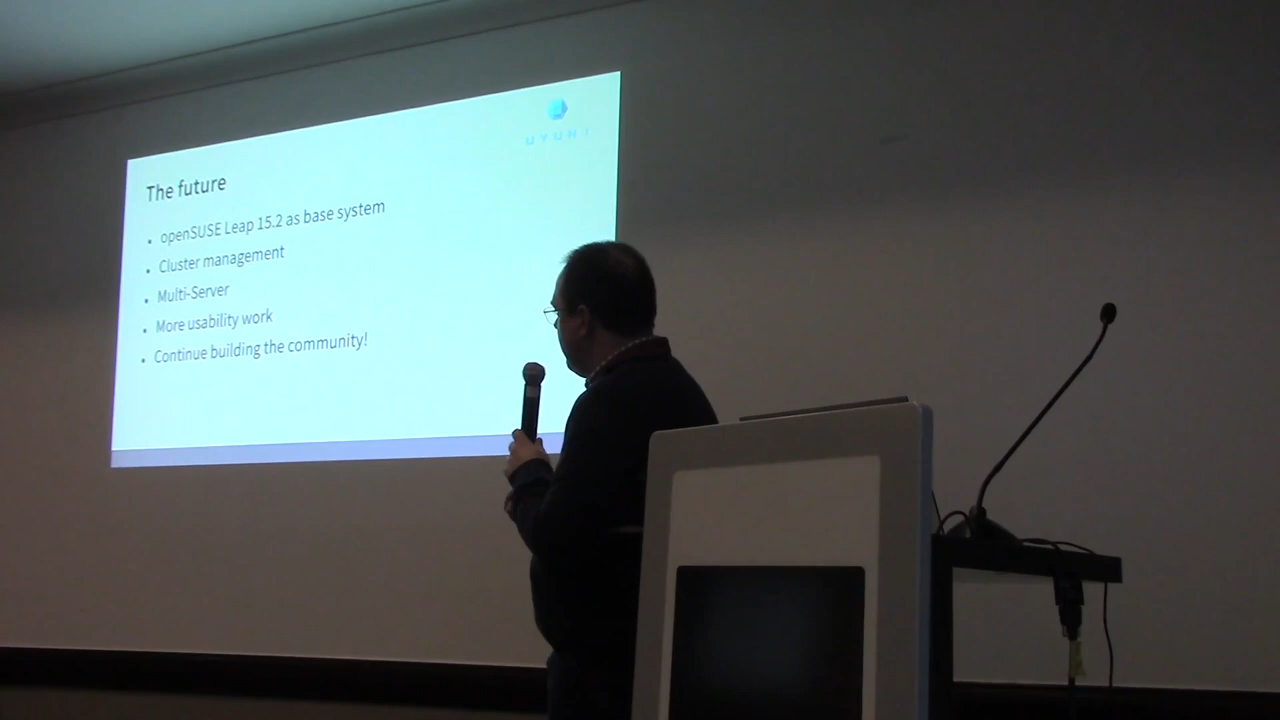 UYUNI
The future
openSUSE Leap 15.2 as base system
Cluster management
Multi-Server
More usability work
Continue building the community!